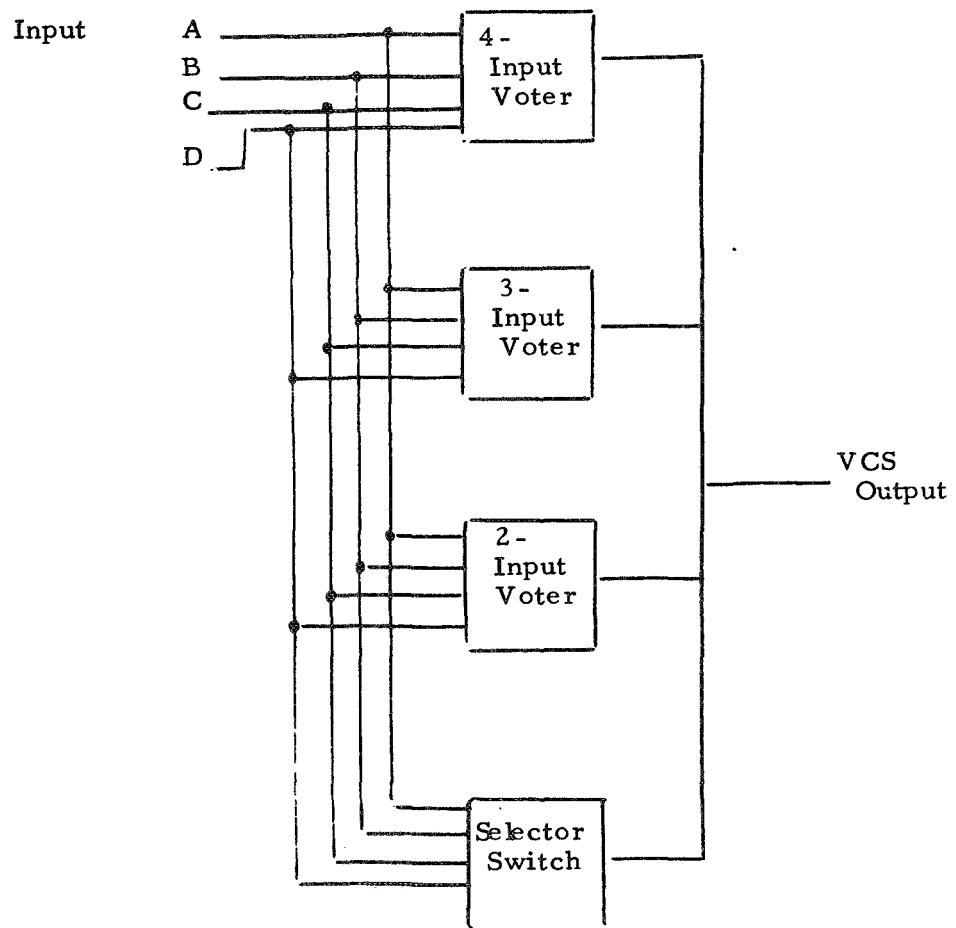 Input
A
B
C
D
4-
Input
Voter
3-
Input
Voter
2-
Input
Voter
Selector
Switch
VCS
Output